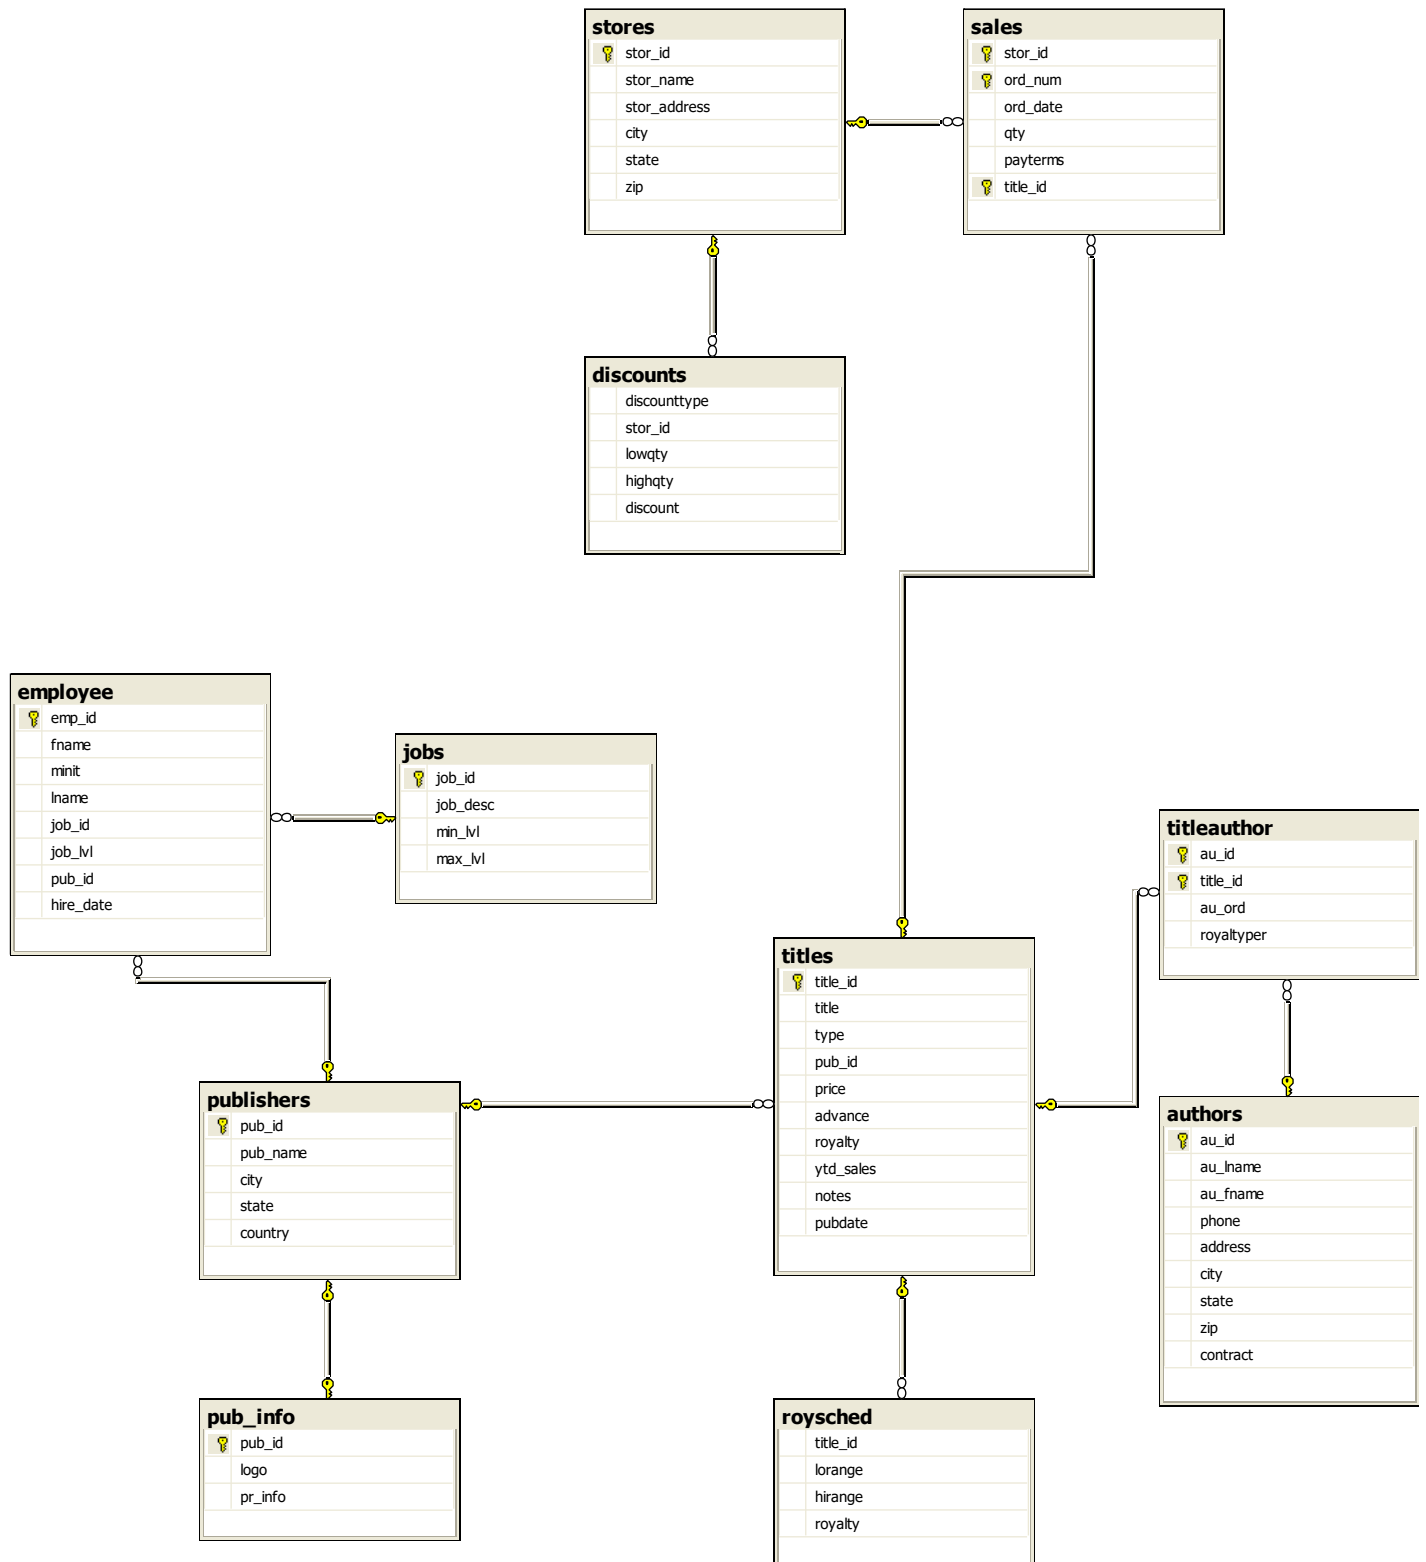 stores
stor_id
stor_name
stor_address
city
state
zip
sales
stor_id
ord_num
ord_date
qty
payterms
title_id
discounts
discounttype
stor_id
lowqty
highqty
discount
employee
emp_id
fname
minit
lname
job_id
job_lvl
pub_id
hire_date
jobs
job_id
job_desc
min_lvl
max_lvl
titleauthor
au_id
title_id
au_ord
royaltyper
titles
title_id
title
type
pub_id
price
advance
royalty
ytd_sales
notes
pubdate
publishers
pub_id
pub_name
city
state
country
authors
au_id
au_lname
au_fname
phone
address
city
state
zip
contract
pub_info
pub_id
logo
pr_info
roysched
title_id
lorange
hirange
royalty